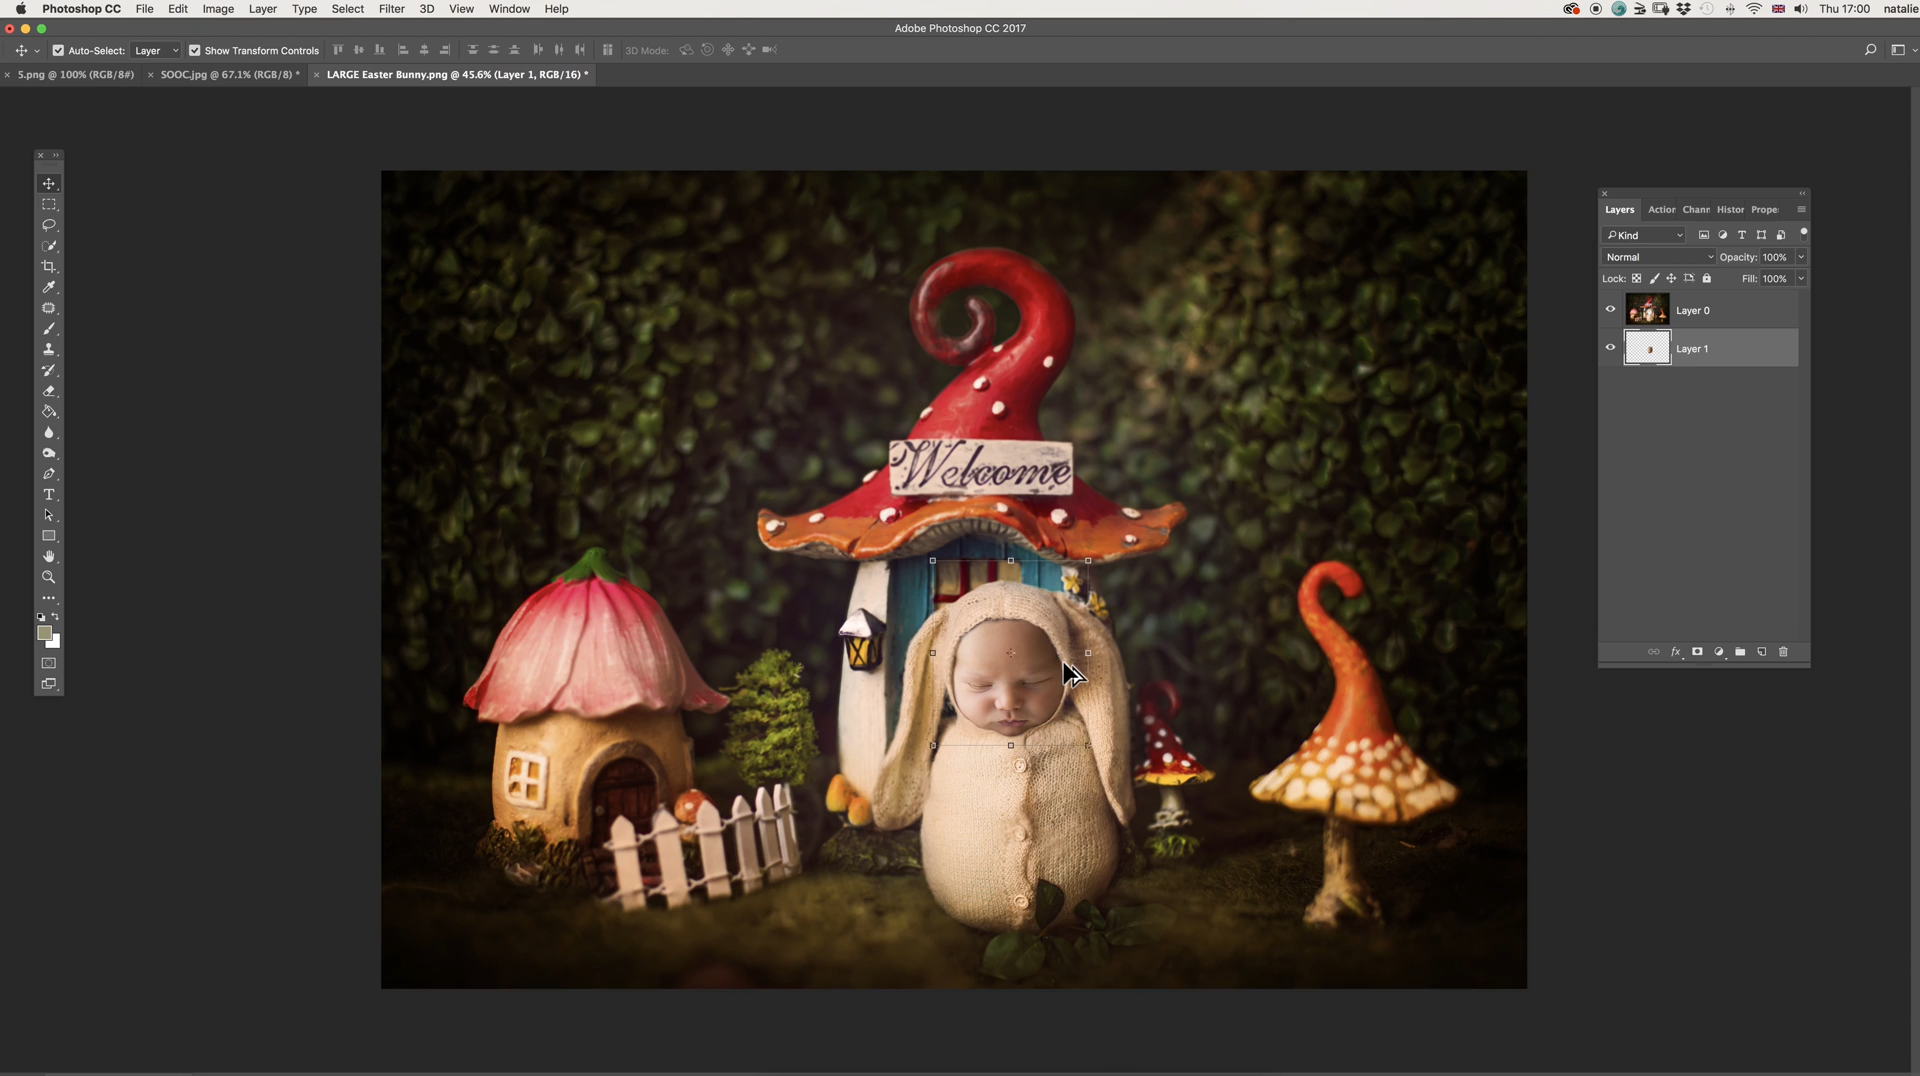 Photoshop CC File Edit Image Layer Type Select Filter 3D View Window Help Thu 17:00 natalie
Adobe Photoshop CC 2017
Auto-Select: Layer Show Transform Controls 3D Mode:
5.png @ 100% (RGB/8#) SOOC.jpg @ 67.1% (RGB/8) * LARGE Easter Bunny.png @ 45.6% (Layer 1, RGB/16) *
Layers Action Chann Histor Prope
Kind
Normal Opacity: 100%
Lock: Fill: 100%
Layer 0
Layer 1
Welcome